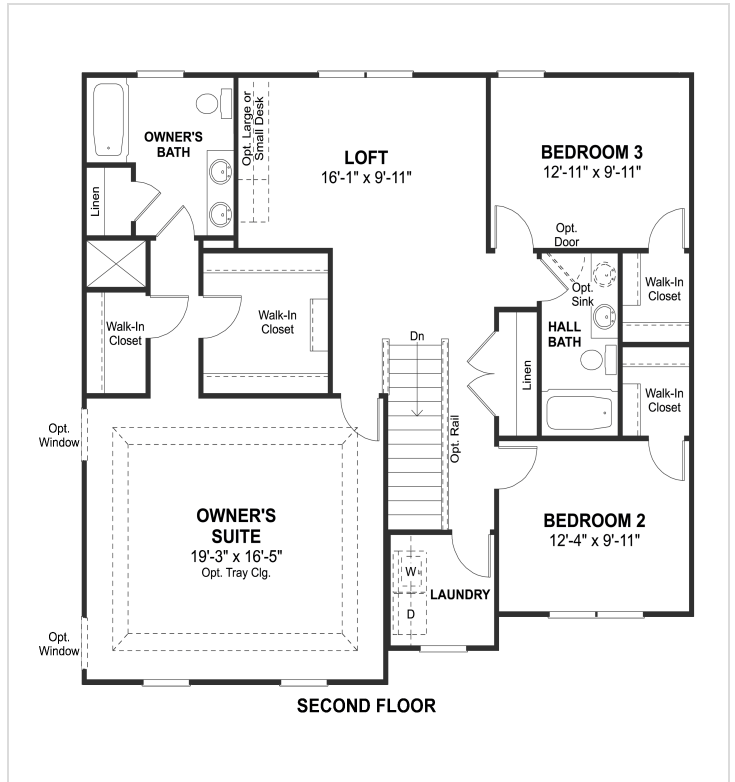 OWNER'S
BATH
Opt. Large or
Small Desk
LOFT
16'-1" x 9'-11"
BEDROOM 3
12'-11" x 9'-11"
Linen
Opt.
Door
Walk-In
Closet
Walk-In
Closet
Walk-In
Closet
Opt.
Sink
HALL
BATH
Dn
Linen
Walk-In
Closet
Opt.
Window
Opt. Rail
OWNER'S
SUITE
19'-3" x 16'-5"
Opt. Tray Clg.
BEDROOM 2
12'-4" x 9'-11"
W
D
LAUNDRY
Opt.
Window
SECOND FLOOR